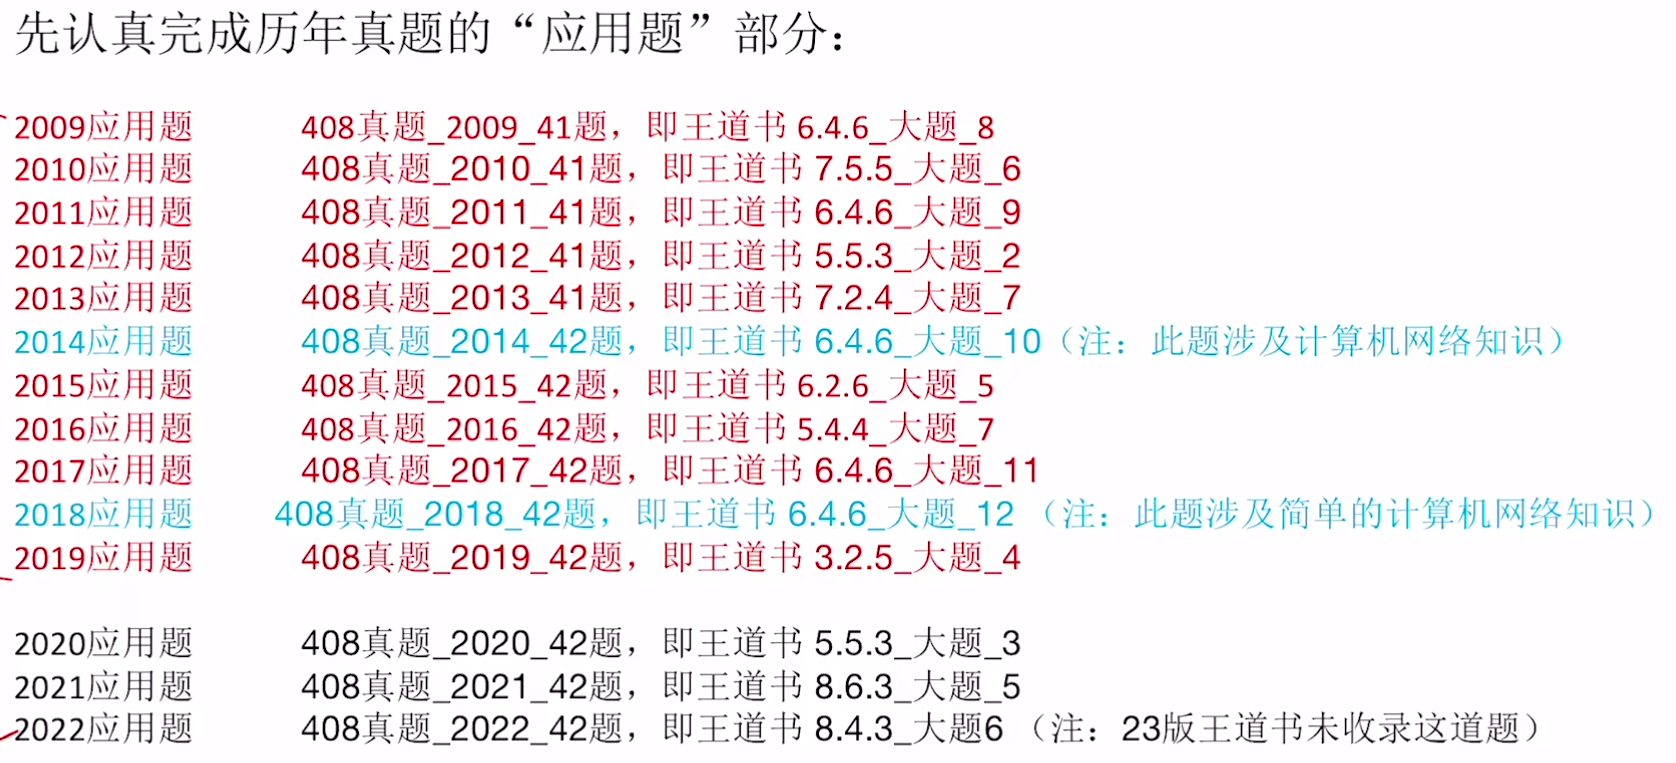 先认真完成历年真题的“应用题”部分：
2009应用题 408真题_2009_41题，即王道书 6.4.6_大题_8
2010应用题 408真题_2010_41题，即王道书 7.5.5_大题_6
2011应用题 408真题_2011_41题，即王道书 6.4.6_大题_9
2012应用题 408真题_2012_41题，即王道书 5.5.3_大题_2
2013应用题 408真题_2013_41题，即王道书 7.2.4_大题_7
2014应用题 408真题_2014_42题，即王道书 6.4.6_大题_10（注：此题涉及计算机网络知识）
2015应用题 408真题_2015_42题，即王道书 6.2.6_大题_5
2016应用题 408真题_2016_42题，即王道书 5.4.4_大题_7
2017应用题 408真题_2017_42题，即王道书 6.4.6_大题_11
2018应用题 408真题_2018_42题，即王道书 6.4.6_大题_12 （注：此题涉及简单的计算机网络知识）
2019应用题 408真题_2019_42题，即王道书 3.2.5_大题_4
2020应用题 408真题_2020_42题，即王道书 5.5.3_大题_3
2021应用题 408真题_2021_42题，即王道书 8.6.3_大题_5
2022应用题 408真题_2022_42题，即王道书 8.4.3_大题6 （注：23版王道书未收录这道题）